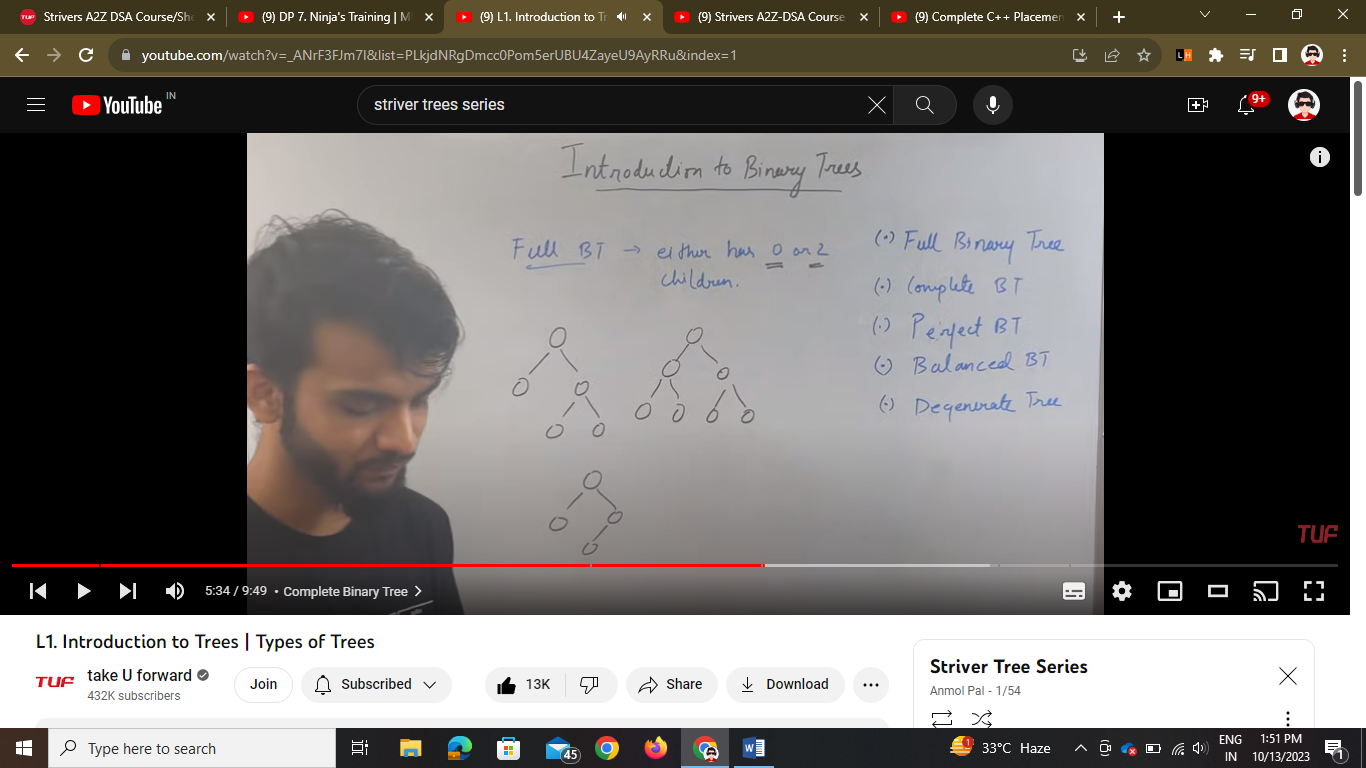 Strivers A2Z DSA Course/She
(9) DP 7. Ninja's Training | M
(9) L1. Introduction to Tr
(9) Strivers A2Z-DSA Course
(9) Complete C++ Placemen
youtube.com/watch?v=_ANrF3FJm7I&list=PLkjdNRgDmcc0Pom5erUBU4ZayeU9AyRRu&index=1
YouTube IN
striver trees series
9+
Introduction to Binary Trees
Full BT → either has 0 or 2
children.
(•) Full Binary Tree
(•) Complete BT
(•) Perfect BT
(•) Balanced BT
(•) Degenerate Tree
TUF
5:34 / 9:49 • Complete Binary Tree
L1. Introduction to Trees | Types of Trees
TUF take U forward
432K subscribers
Join
Subscribed
13K
Share
Download
Striver Tree Series
Anmol Pal - 1/54
Type here to search
45
1
33°C Haze
ENG
IN
1:51 PM
10/13/2023
1